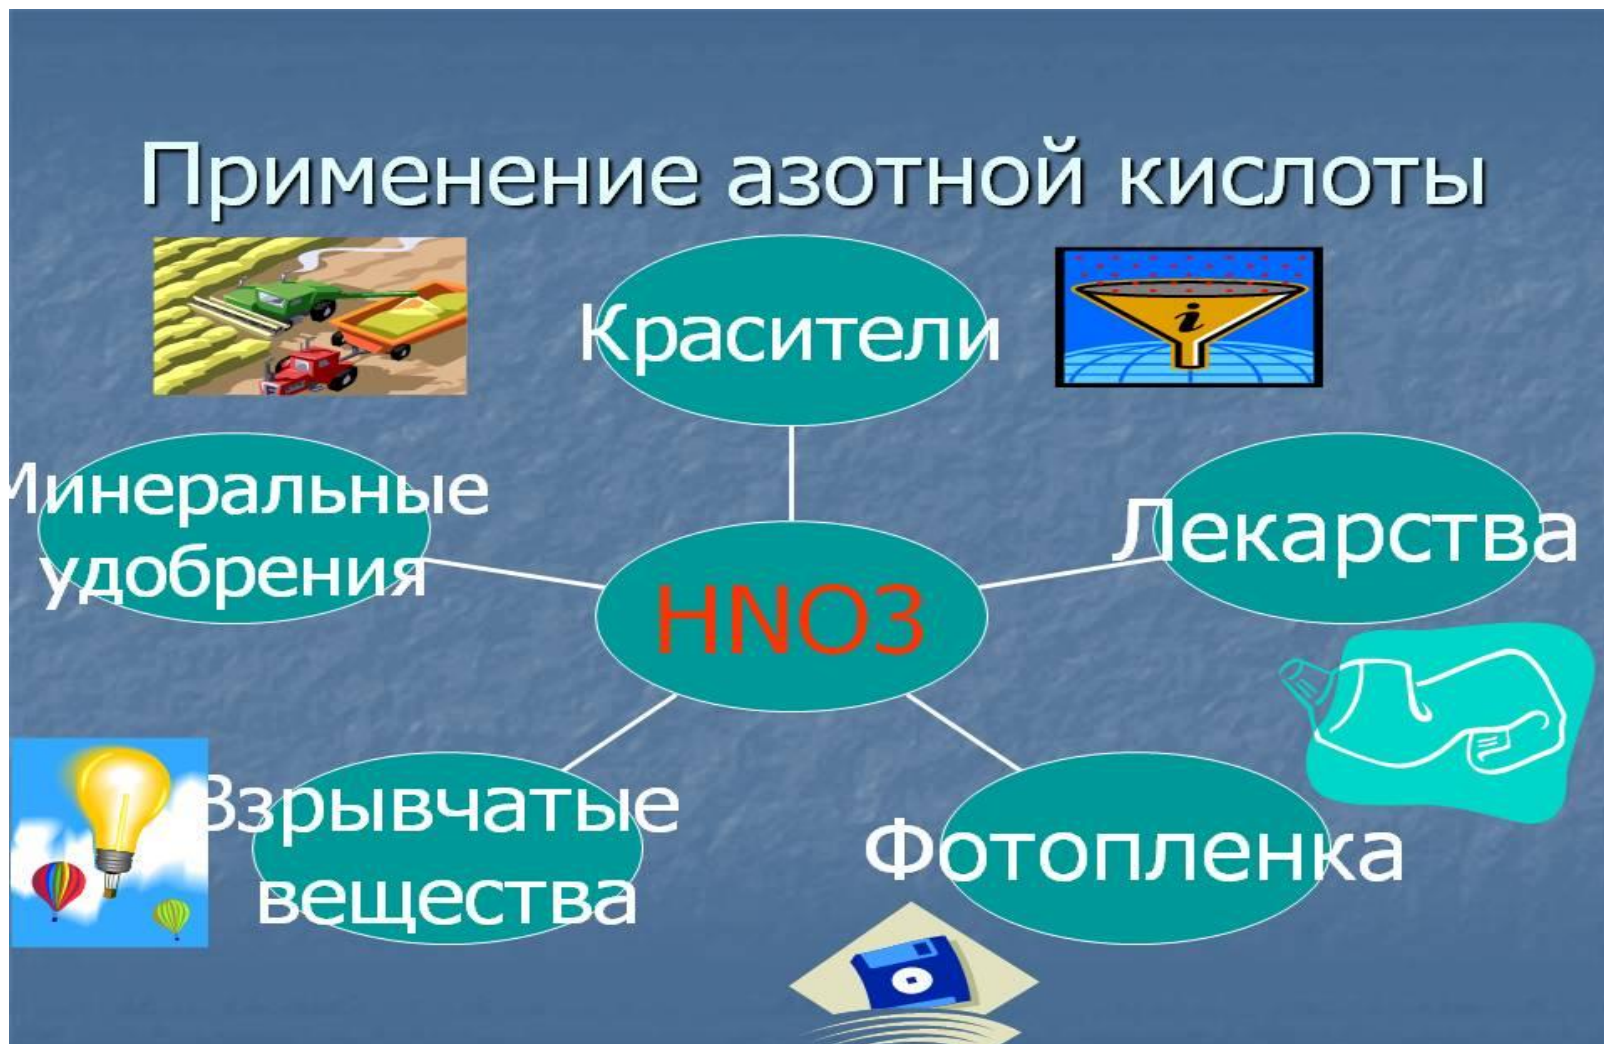 Применение азотной кислоты
Красители
i
Минеральные
удобрения
Лекарства
HNO3
Взрывчатые
вещества
Фотопленка